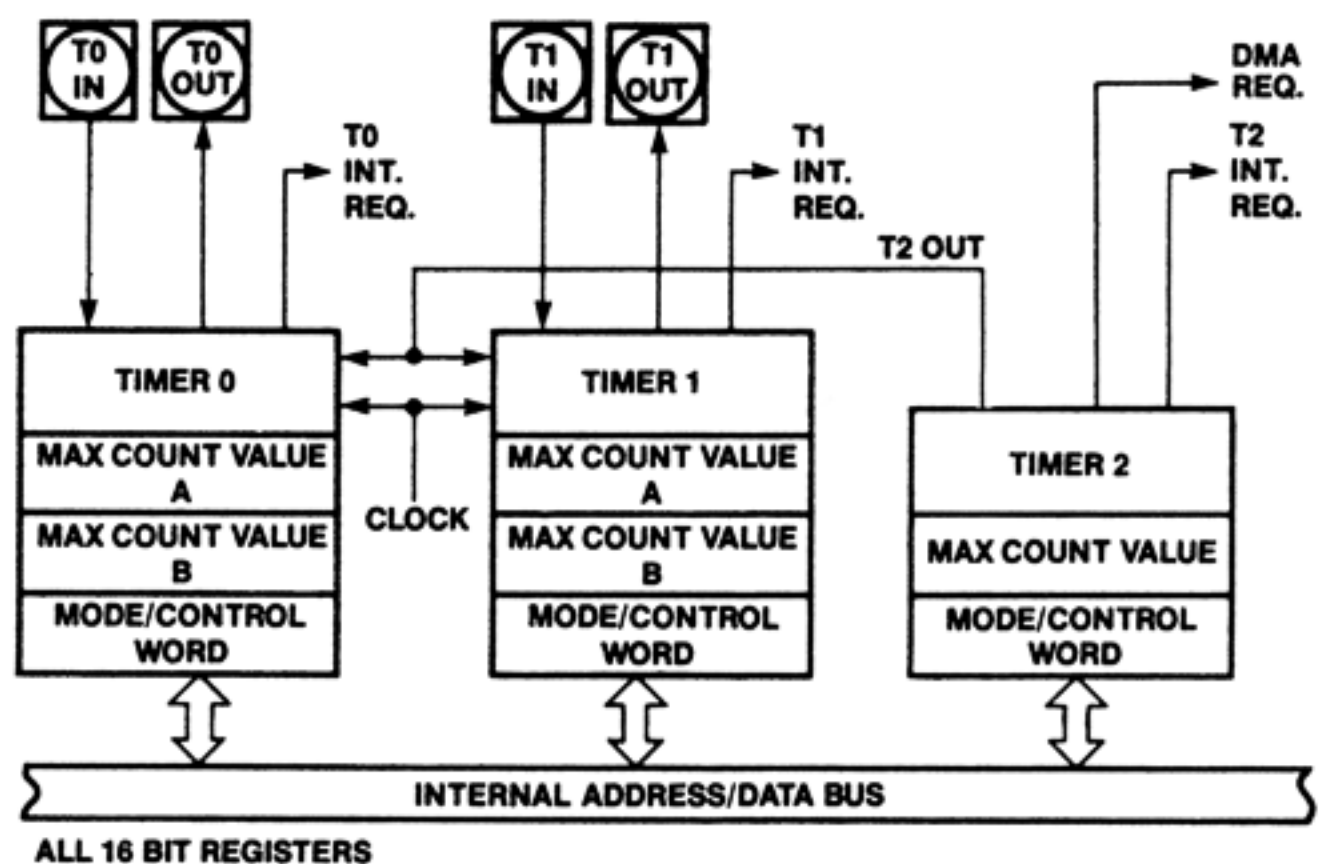 T0
IN
T0
OUT
T1
IN
T1
OUT
DMA
REQ.
T0
INT.
REQ.
T1
INT.
REQ.
T2
INT.
REQ.
T2 OUT
TIMER 0
MAX COUNT VALUE
A
MAX COUNT VALUE
B
MODE/CONTROL
WORD
CLOCK
TIMER 1
MAX COUNT VALUE
A
MAX COUNT VALUE
B
MODE/CONTROL
WORD
TIMER 2
MAX COUNT VALUE
MODE/CONTROL
WORD
INTERNAL ADDRESS/DATA BUS
ALL 16 BIT REGISTERS